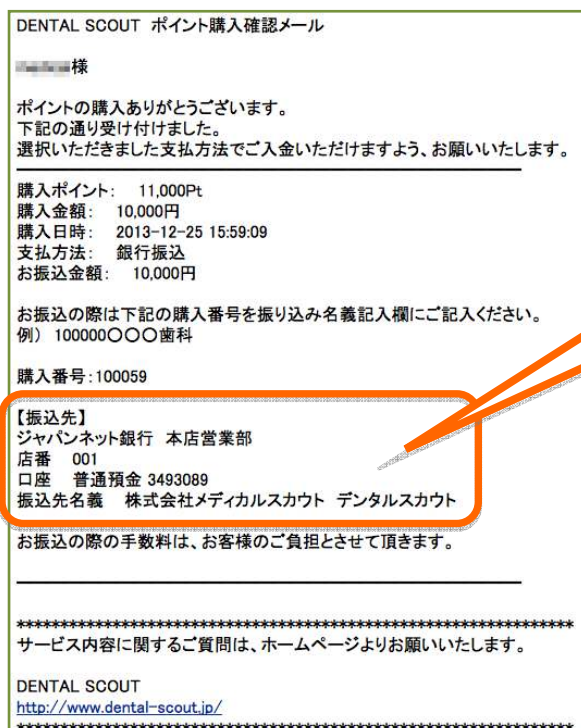 DENTAL SCOUT ポイント購入確認メール
様
ポイントの購入ありがとうございます。
下記の通り受け付けました。
選択いただきました支払方法でご入金いただけますよう、お願いいたします。
購入ポイント： 11,000Pt
購入金額： 10,000円
購入日時： 2013-12-25 15:59:09
支払方法： 銀行振込
お振込金額： 10,000円
お振込の際は下記の購入番号を振り込み名義記入欄にご記入ください。
例） 100000〇〇〇歯科
購入番号：100059
【振込先】
ジャパンネット銀行 本店営業部
店番 001
口座 普通預金 3493089
振込先名義 株式会社メディカルスカウト デンタルスカウト
お振込の際の手数料は、お客様のご負担とさせて頂きます。
****************************************************************
サービス内容に関するご質問は、ホームページよりお願いいたします。
DENTAL SCOUT
http://www.dental-scout.jp/
****************************************************************